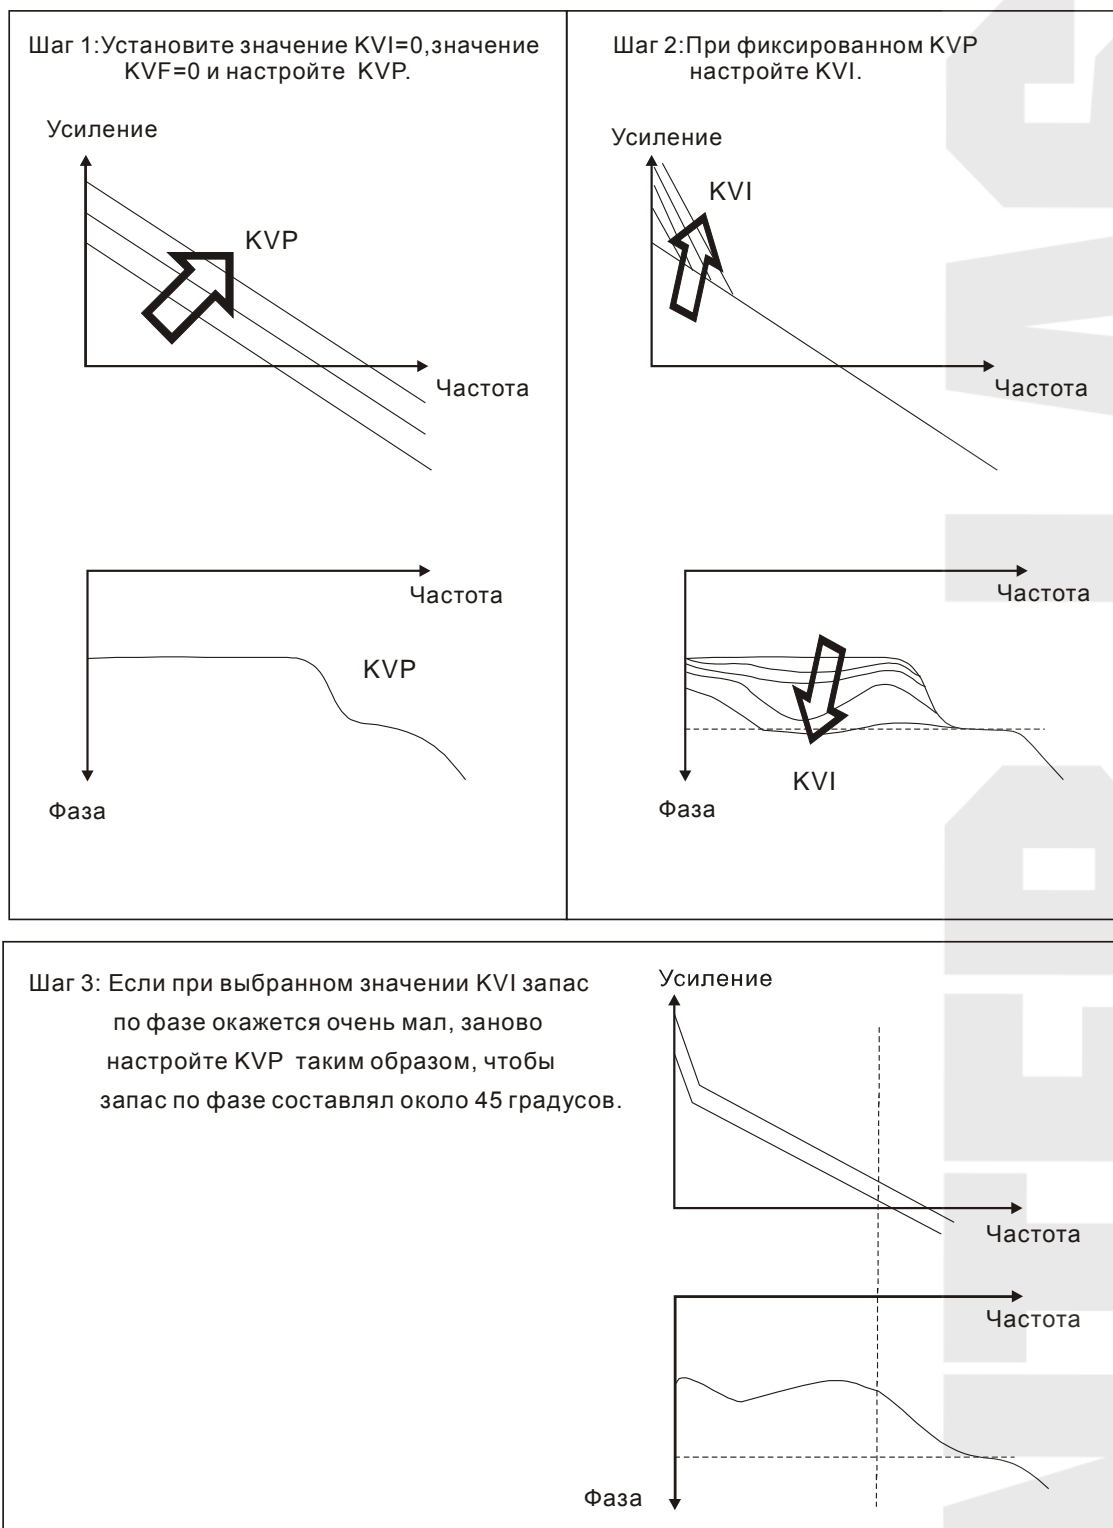 Шаг 1:Установите значение KVI=0,значение
KVF=0 и настройте KVP.
Усиление
KVP
Частота
Частота
KVP
Фаза
Шаг 2:При фиксированном KVP
настройте KVI.
Усиление
KVI
Частота
Частота
KVI
Фаза
Шаг 3: Если при выбранном значении KVI запас
по фазе окажется очень мал, заново
настройте KVP таким образом, чтобы
запас по фазе составлял около 45 градусов.
Усиление
Частота
Частота
Фаза